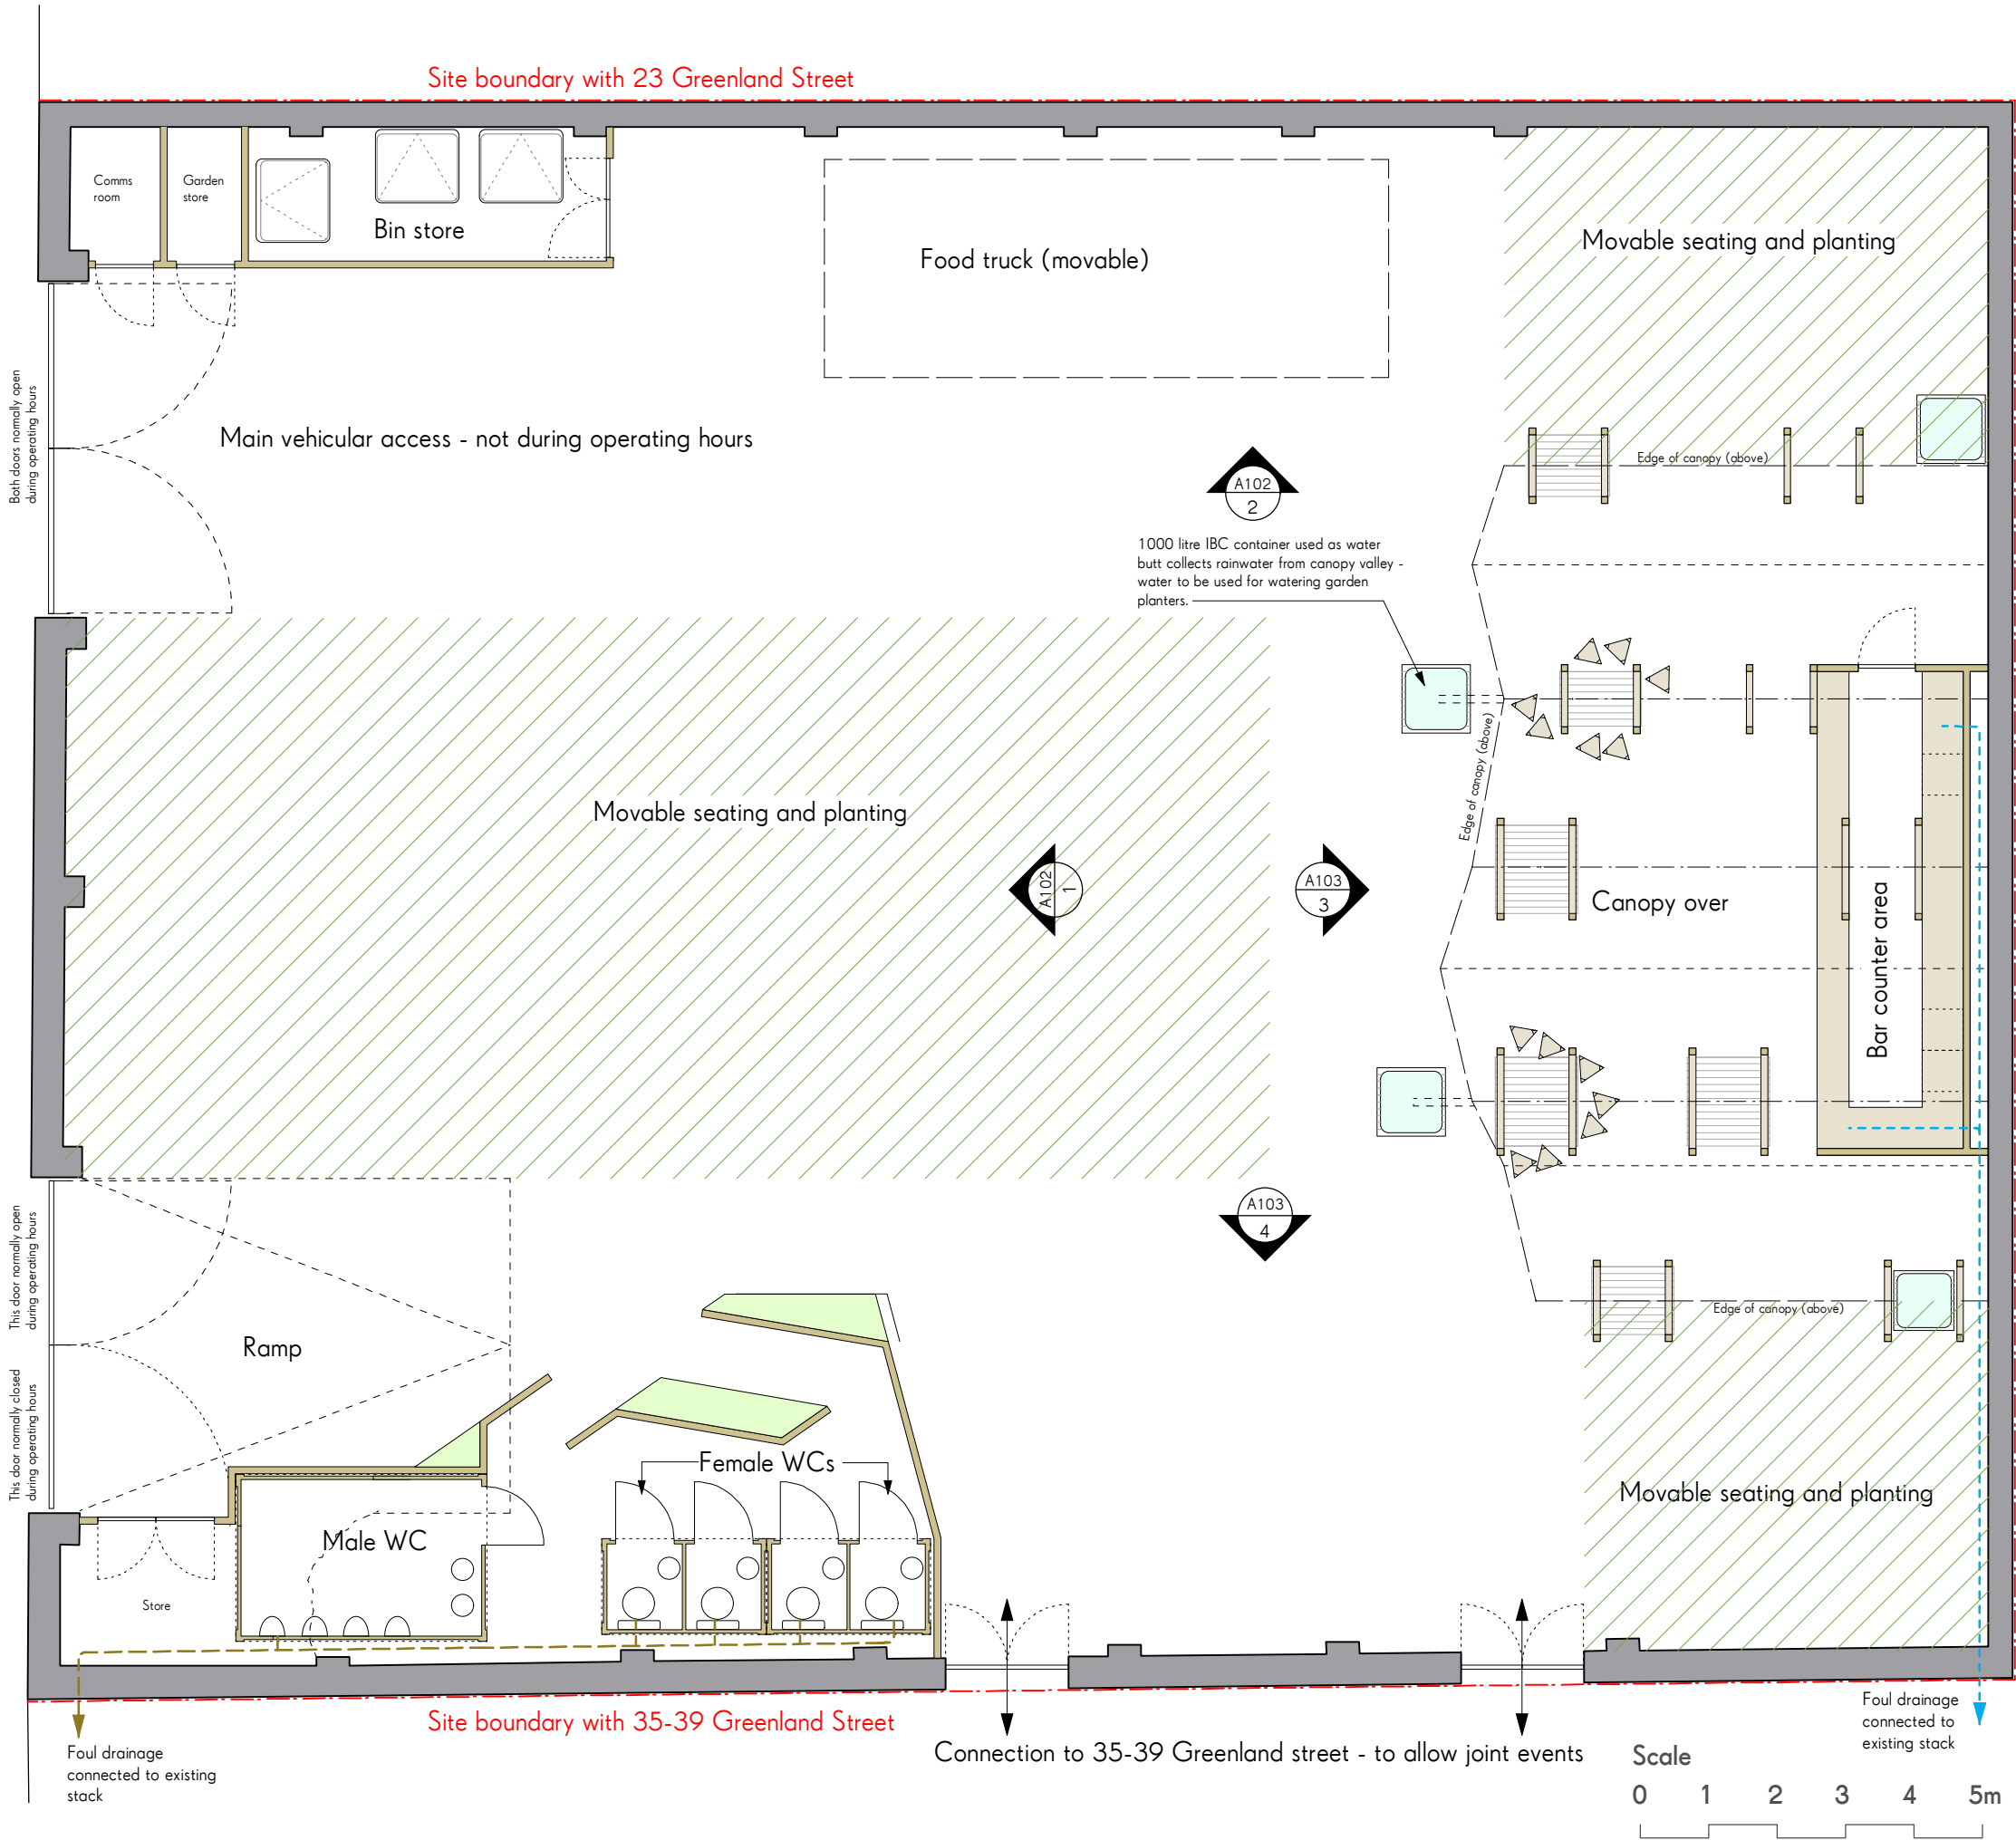 Site boundary with 23 Greenland Street
Comms
room
Garden
store
Bin store
Food truck (movable)
Movable seating and planting
Both doors normally open
during operating hours
Main vehicular access - not during operating hours
Edge of canopy (above)
A102
2
1000 litre IBC container used as water
butt collects rainwater from canopy valley -
water to be used for watering garden
planters.
Edge of canopy (above)
Movable seating and planting
A102
1
A103
3
Canopy over
Bar counter area
A103
4
This door normally open
during operating hours
Ramp
Edge of canopy (above)
This door normally closed
during operating hours
Female WCs
Movable seating and planting
Male WC
Store
Site boundary with 35-39 Greenland Street
Foul drainage
connected to existing
stack
Connection to 35-39 Greenland street - to allow joint events
Foul drainage
connected to
existing stack
Scale
0 1 2 3 4 5m